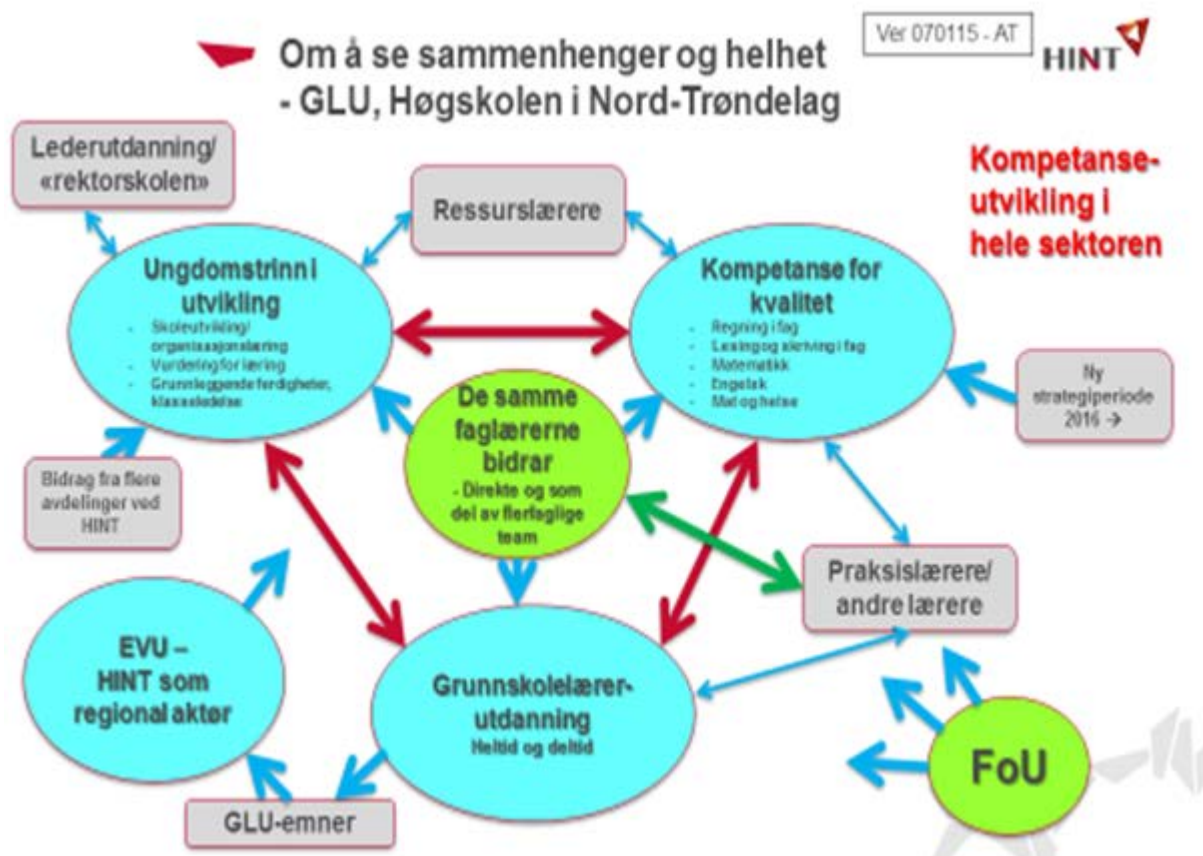 Om å se sammenhenger og helhet
- GLU, Høgskolen i Nord-Trøndelag
Ver 070115 - AT
HINT
Kompetanse-
utvikling i
hele sektoren
Lederutdanning/
«rektorskolen»
Ressurslærere
Ungdomstrinn i
utvikling
- Skoleutvikling/
organisasjonslæring
- Vurdering for læring
- Grunnleggende ferdigheter,
klasseledelse
Kompetanse for
kvalitet
- Regning i fag
- Lesing og skriving i fag
- Matematikk
- Engelsk
- Mat og helse
Ny
strategiperiode
2016 →
De samme
faglærerne
bidrar
- Direkte og som
del av flerfaglige
team
Bidrag fra flere
avdelinger ved
HINT
Praksislærere/
andre lærere
EVU –
HINT som
regional aktør
Grunnskolelærer-
utdanning
Heltid og deltid
FoU
GLU-emner